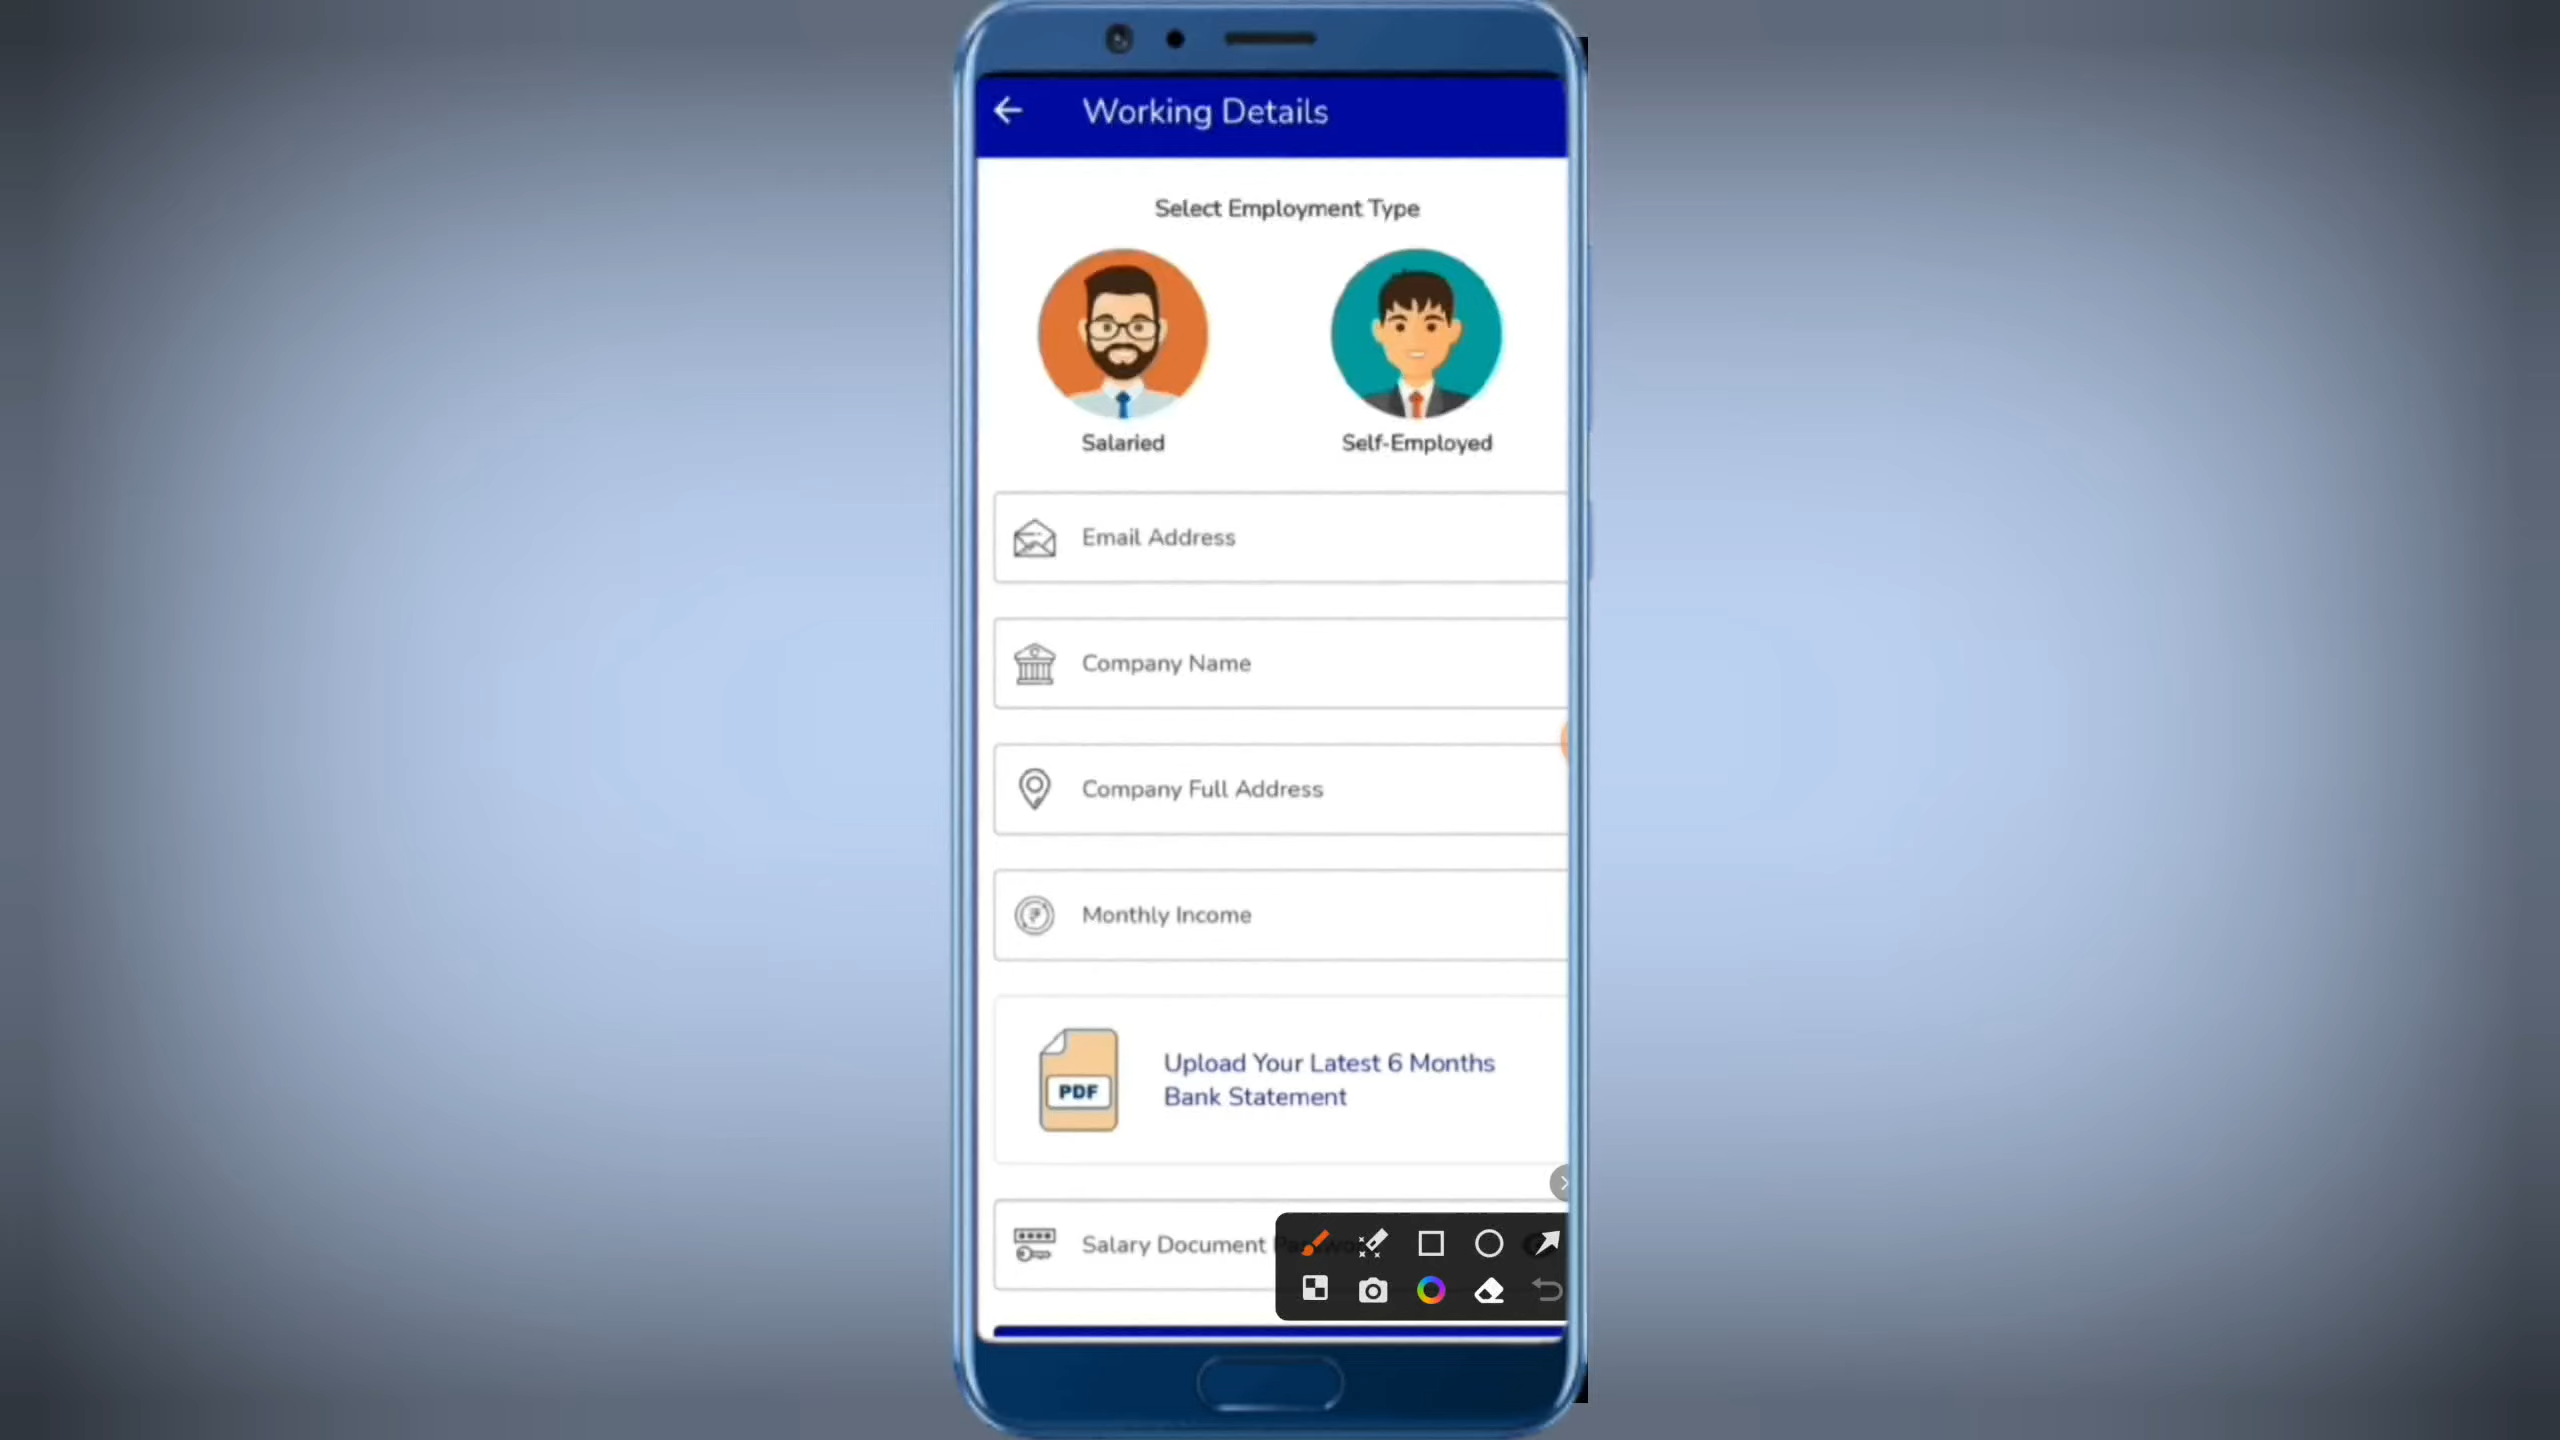 Working Details
Select Employment Type
Salaried
Self-Employed
Email Address
Company Name
Company Full Address
Monthly Income
PDF
Upload Your Latest 6 Months
Bank Statement
Salary Document